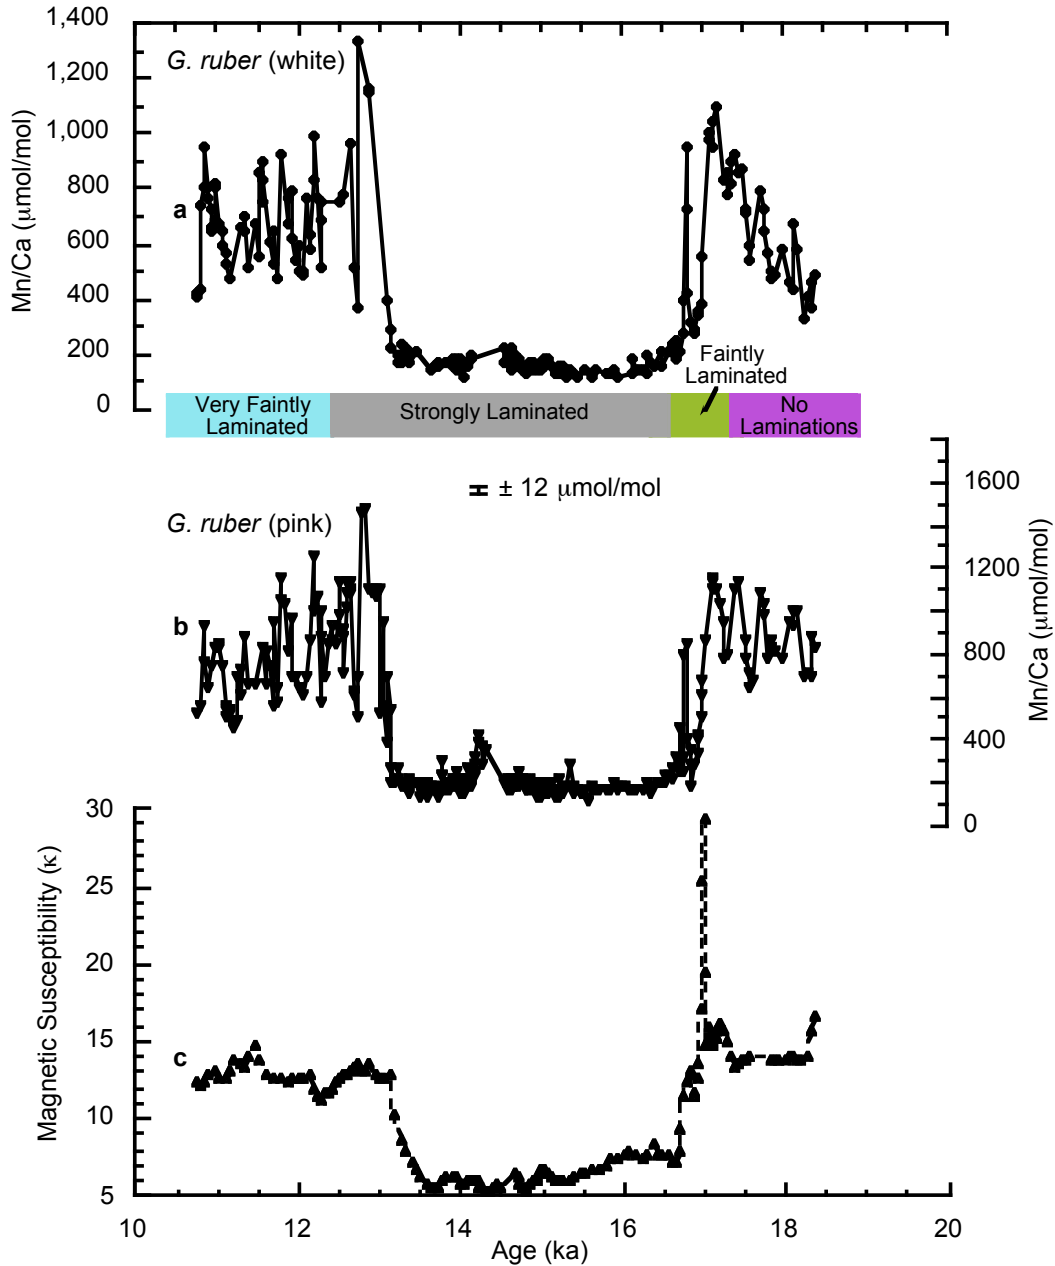 1,400
1,200
1,000
800
600
400
200
0
Mn/Ca (μmol/mol)
G. ruber (white)
a
Faintly
Laminated
Very Faintly
Laminated
Strongly Laminated
No
Laminations
± 12 μmol/mol
G. ruber (pink)
b
1600
1200
800
400
0
Mn/Ca (μmol/mol)
30
25
20
15
10
5
Magnetic Susceptibility (κ)
c
10 12 14 16 18 20
Age (ka)